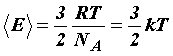 ⟨E⟩ = 3/2 RT/N_A = 3/2 kT